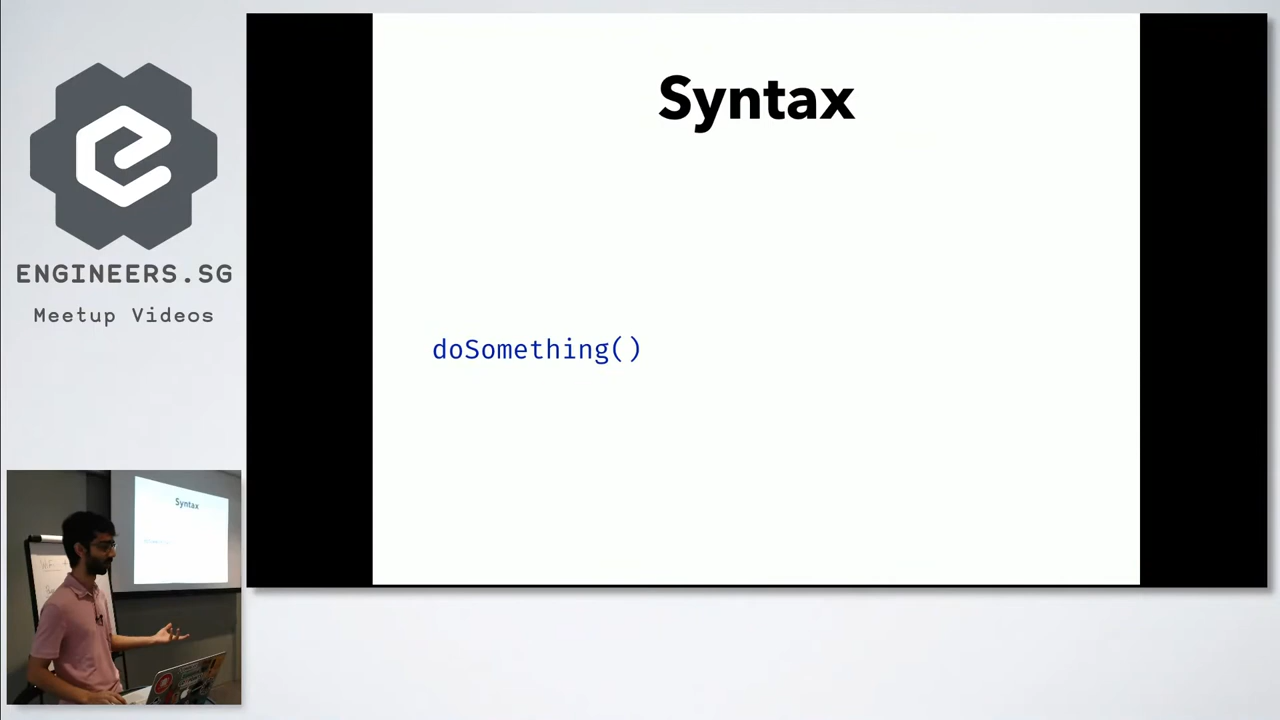 ENGINEERS.SG
Meetup Videos
Syntax
doSomething()
Syntax